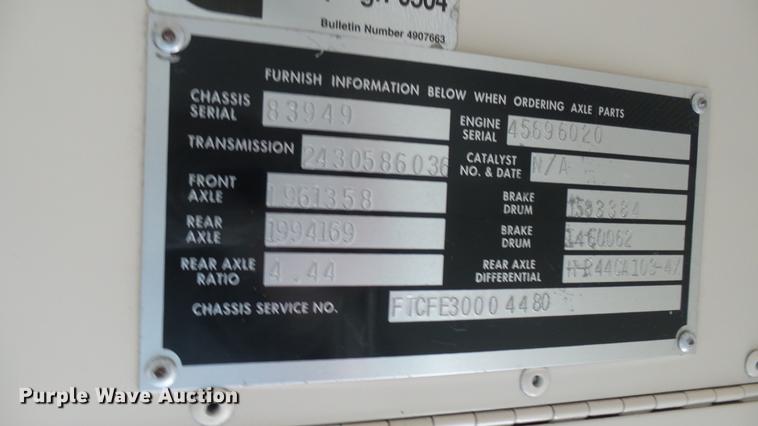 Bulletin Number 4907663
FURNISH INFORMATION BELOW WHEN ORDERING AXLE PARTS
CHASSIS SERIAL 83949
ENGINE SERIAL 45696020
TRANSMISSION 2430586036
CATALYST NO. & DATE N/A
FRONT AXLE 1961358
BRAKE DRUM
REAR AXLE 1994169
BRAKE DRUM
REAR AXLE RATIO 4.44
REAR AXLE DIFFERENTIAL
CHASSIS SERVICE NO. FTCFE30004480
Purple Wave Auction